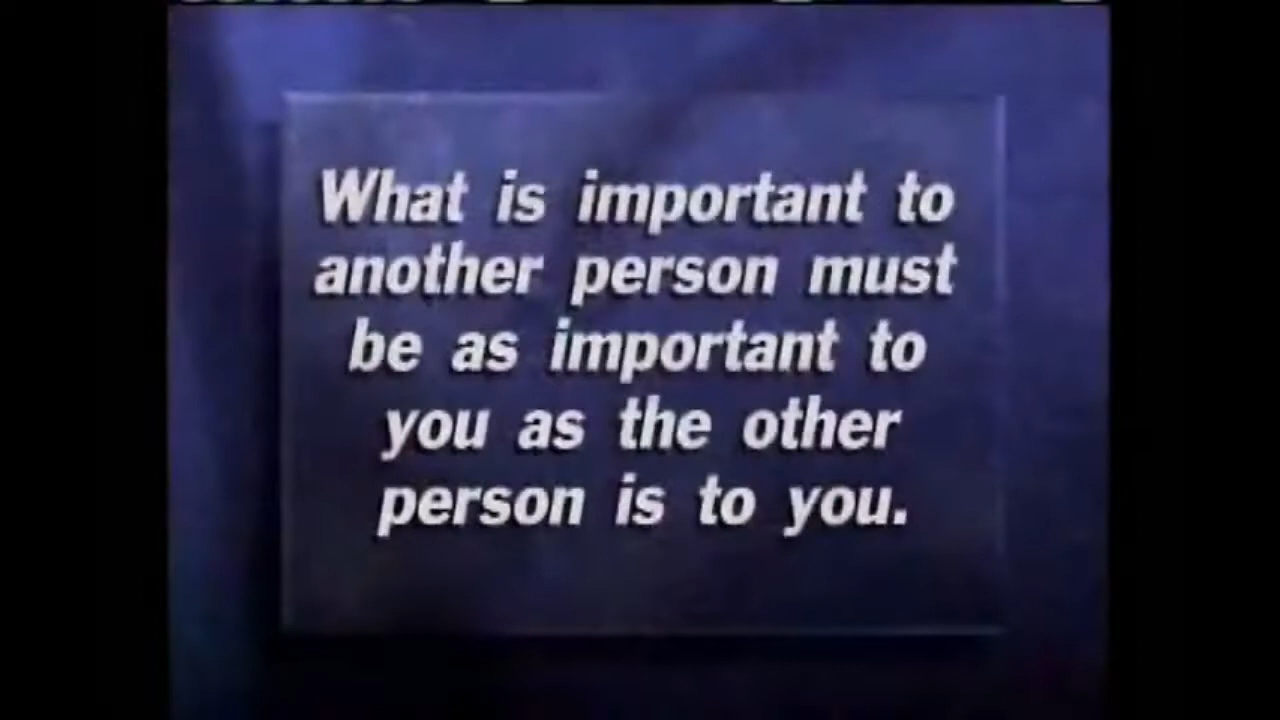 What is important to
another person must
be as important to
you as the other
person is to you.